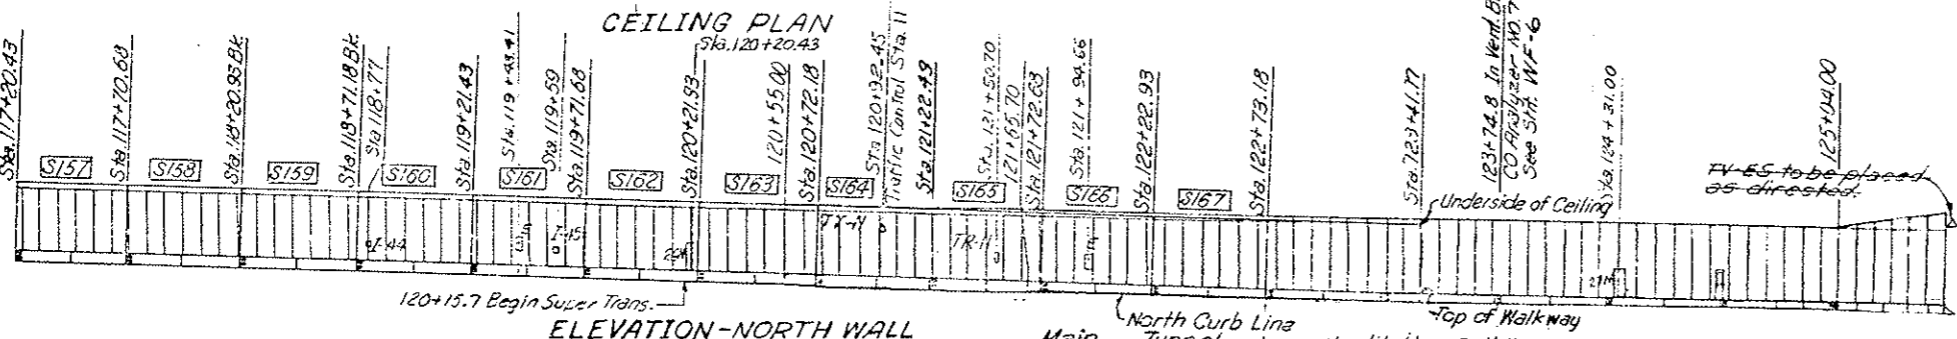 CEILING PLAN
Sta. 120+20.43
Sta. 117+20.43
Sta. 117+70.68
Sta. 118+20.93 BK.
Sta. 118+71.18 BK.
Sta 118+77
Sta. 119+21.43
Sta. 119+59
Sta. 119+71.68
Sta. 120+21.93
120+55.00
Sta. 120+72.18
Sta 120+92.45
Traffic Control Sta. 11
Sta. 121+22.43
Sta. 121+50.70
121+65.70
Sta. 121+72.68
Sta. 121+94.66
Sta. 122+22.93
Sta. 122+73.18
Sta. 123+41.77
123+74.8 In Vent B
CO Analyzer NO. 7
See Sht. WF-6
Sta. 124+31.00
125+04.00
S157
S158
S159
S160
S161
S162
S163
S164
S165
S166
S167
FV-ES to be placed
as directed.
Underside of Ceiling
I-44
I-45
TR-11
120+15.7 Begin Super Trans.
North Curb Line
Top of Walkway
ELEVATION-NORTH WALL
Main